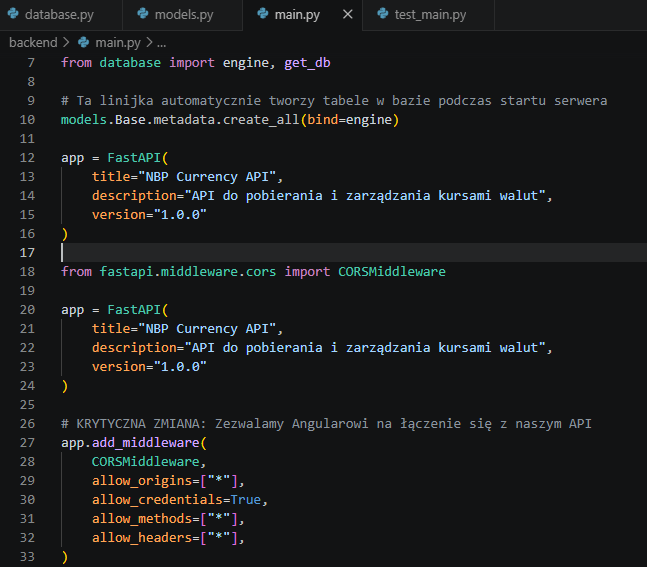 database.py models.py main.py × test_main.py
backend > main.py > ...
7 from database import engine, get_db
8
9 # Ta linijka automatycznie tworzy tabele w bazie podczas startu serwera
10 models.Base.metadata.create_all(bind=engine)
11
12 app = FastAPI(
13     title="NBP Currency API",
14     description="API do pobierania i zarządzania kursami walut",
15     version="1.0.0"
16 )
17
18 from fastapi.middleware.cors import CORSMiddleware
19
20 app = FastAPI(
21     title="NBP Currency API",
22     description="API do pobierania i zarządzania kursami walut",
23     version="1.0.0"
24 )
25
26 # KRYTYCZNA ZMIANA: Zezwalamy Angularowi na łączenie się z naszym API
27 app.add_middleware(
28     CORSMiddleware,
29     allow_origins=["*"],
30     allow_credentials=True,
31     allow_methods=["*"],
32     allow_headers=["*"],
33 )